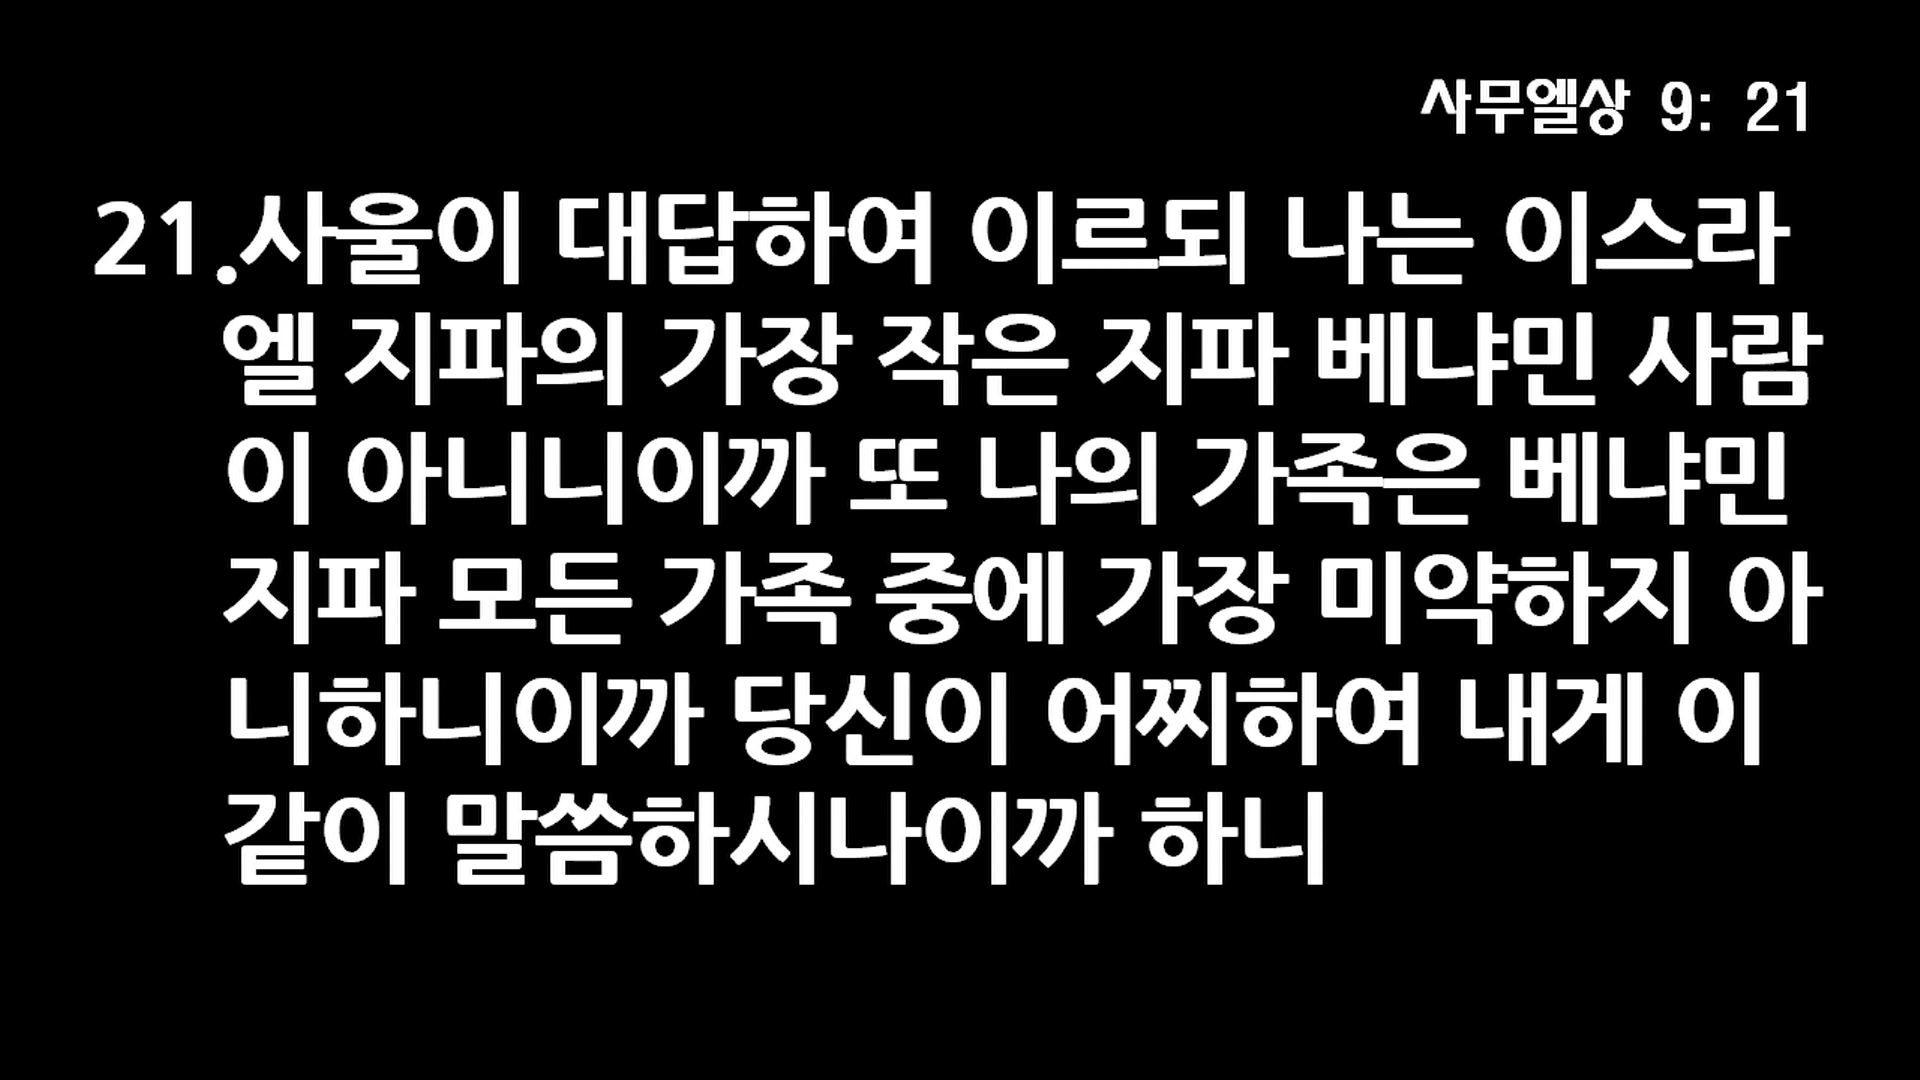 사무엘상 9: 21
21.사울이 대답하여 이르되 나는 이스라
엘 지파의 가장 작은 지파 베냐민 사람
이 아니니이까 또 나의 가족은 베냐민
지파 모든 가족 중에 가장 미약하지 아
니하니이까 당신이 어찌하여 내게 이
같이 말씀하시나이까 하니